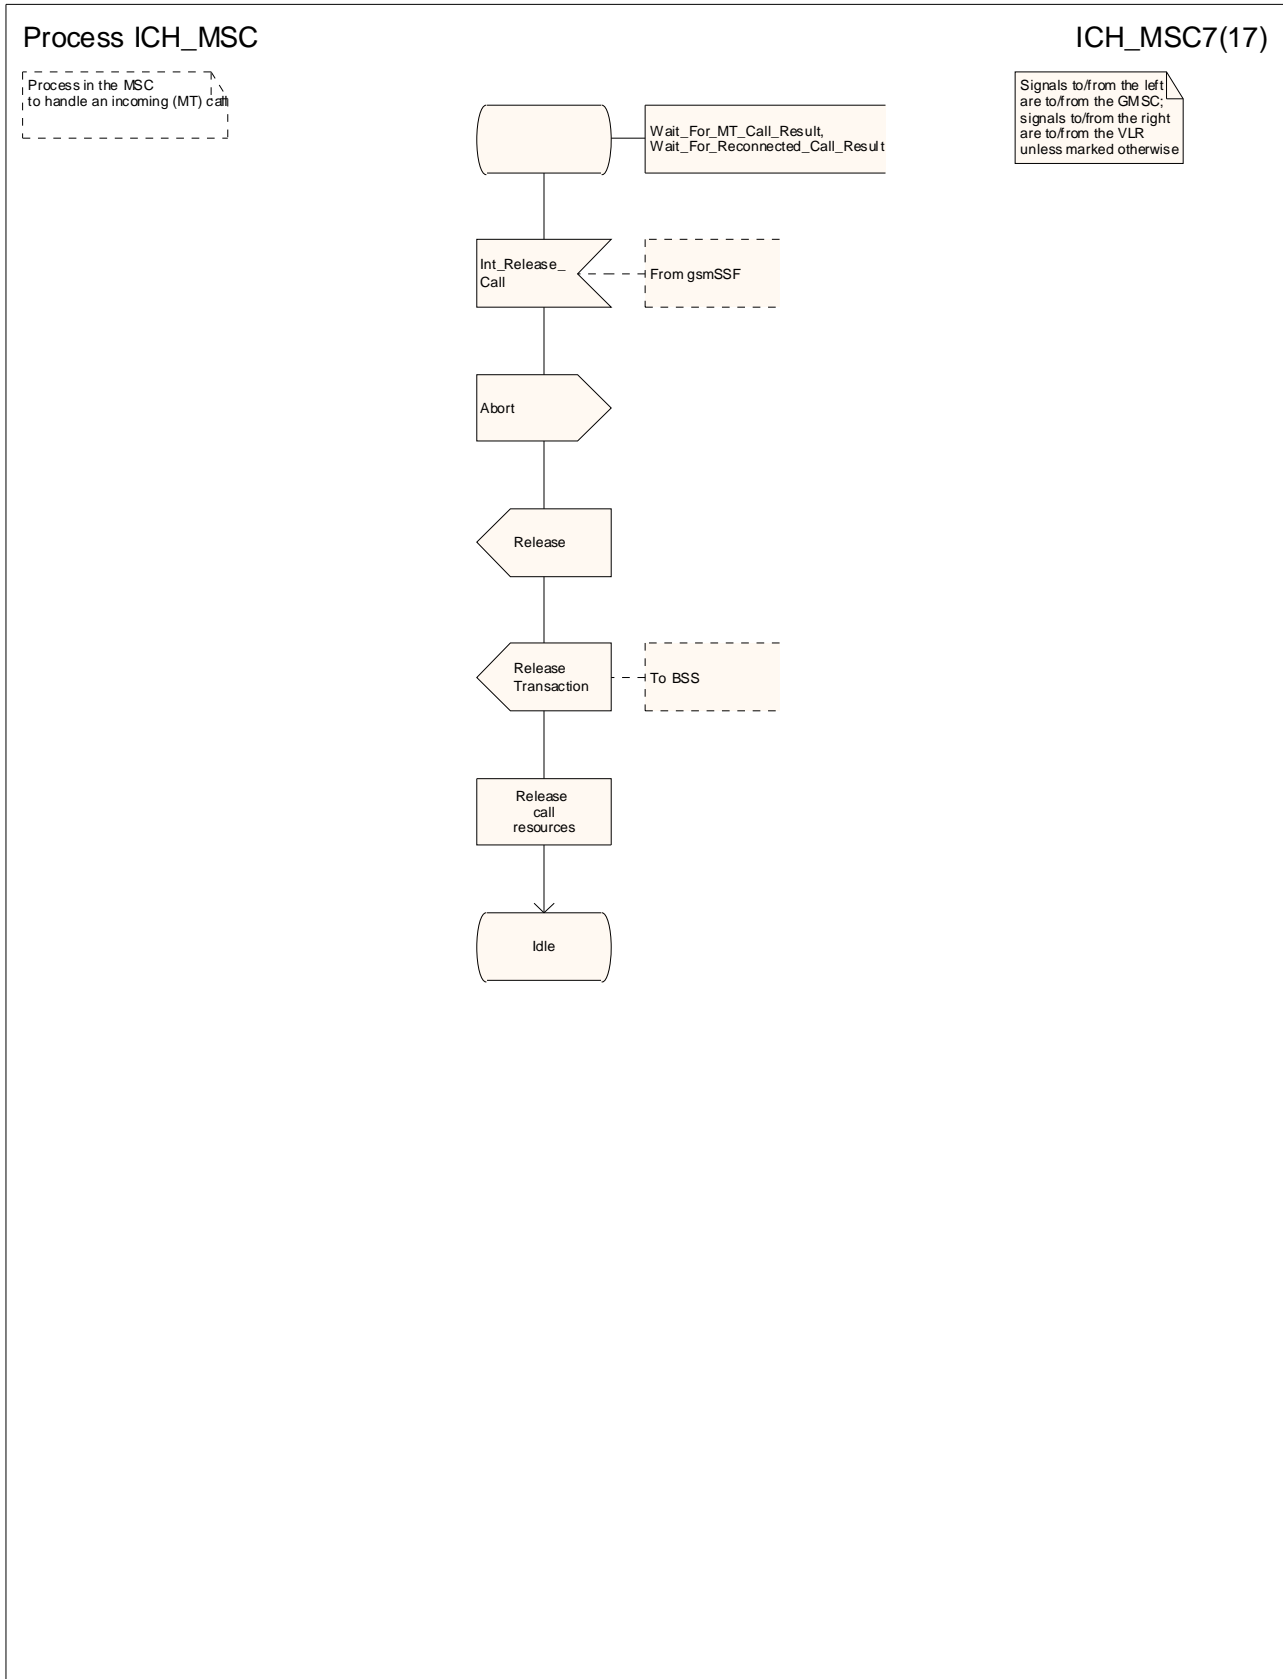 Process ICH_MSC
ICH_MSC7(17)
Process in the MSC
to handle an incoming (MT) call
Signals to/from the left
are to/from the GMSC;
signals to/from the right
are to/from the VLR
unless marked otherwise
Wait_For_MT_Call_Result,
Wait_For_Reconnected_Call_Result
Int_Release_
Call
From gsmSSF
Abort
Release
Release
Transaction
To BSS
Release
call
resources
Idle